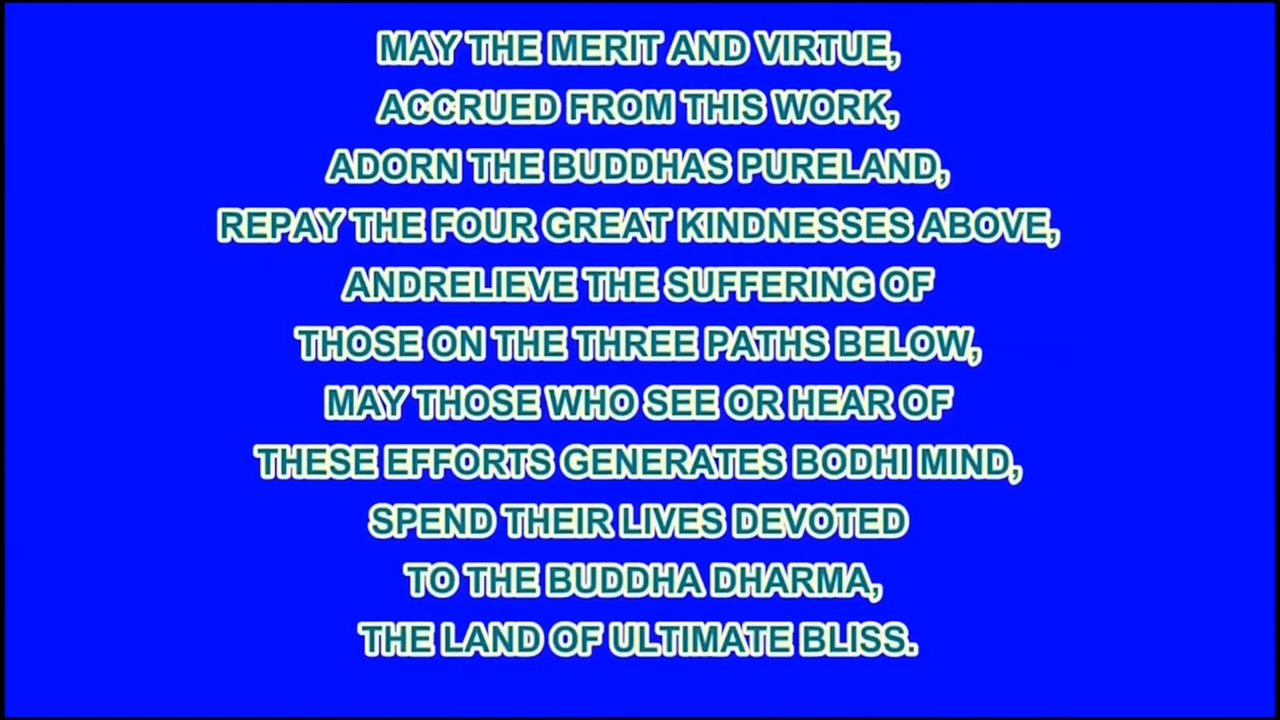 MAY THE MERIT AND VIRTUE,
ACCRUED FROM THIS WORK,
ADORN THE BUDDHAS PURELAND,
REPAY THE FOUR GREAT KINDNESSES ABOVE,
ANDRELIEVE THE SUFFERING OF
THOSE ON THE THREE PATHS BELOW,
MAY THOSE WHO SEE OR HEAR OF
THESE EFFORTS GENERATES BODHI MIND,
SPEND THEIR LIVES DEVOTED
TO THE BUDDHA DHARMA,
THE LAND OF ULTIMATE BLISS.